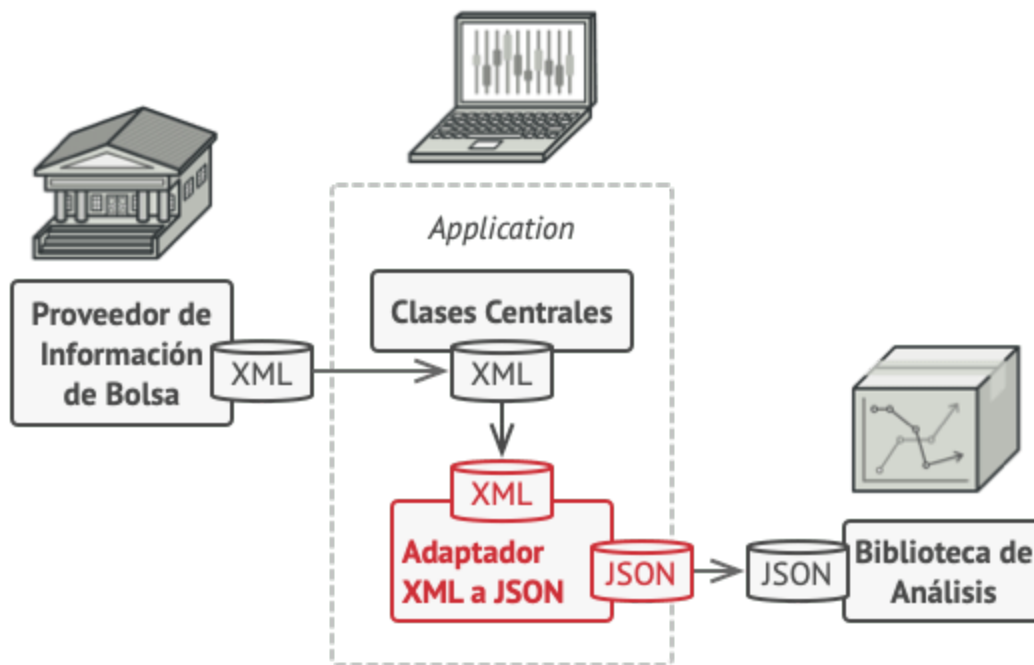 Application
Proveedor de
Información
de Bolsa
XML
Clases Centrales
XML
XML
Adaptador
XML a JSON
JSON
JSON
Biblioteca de
Análisis